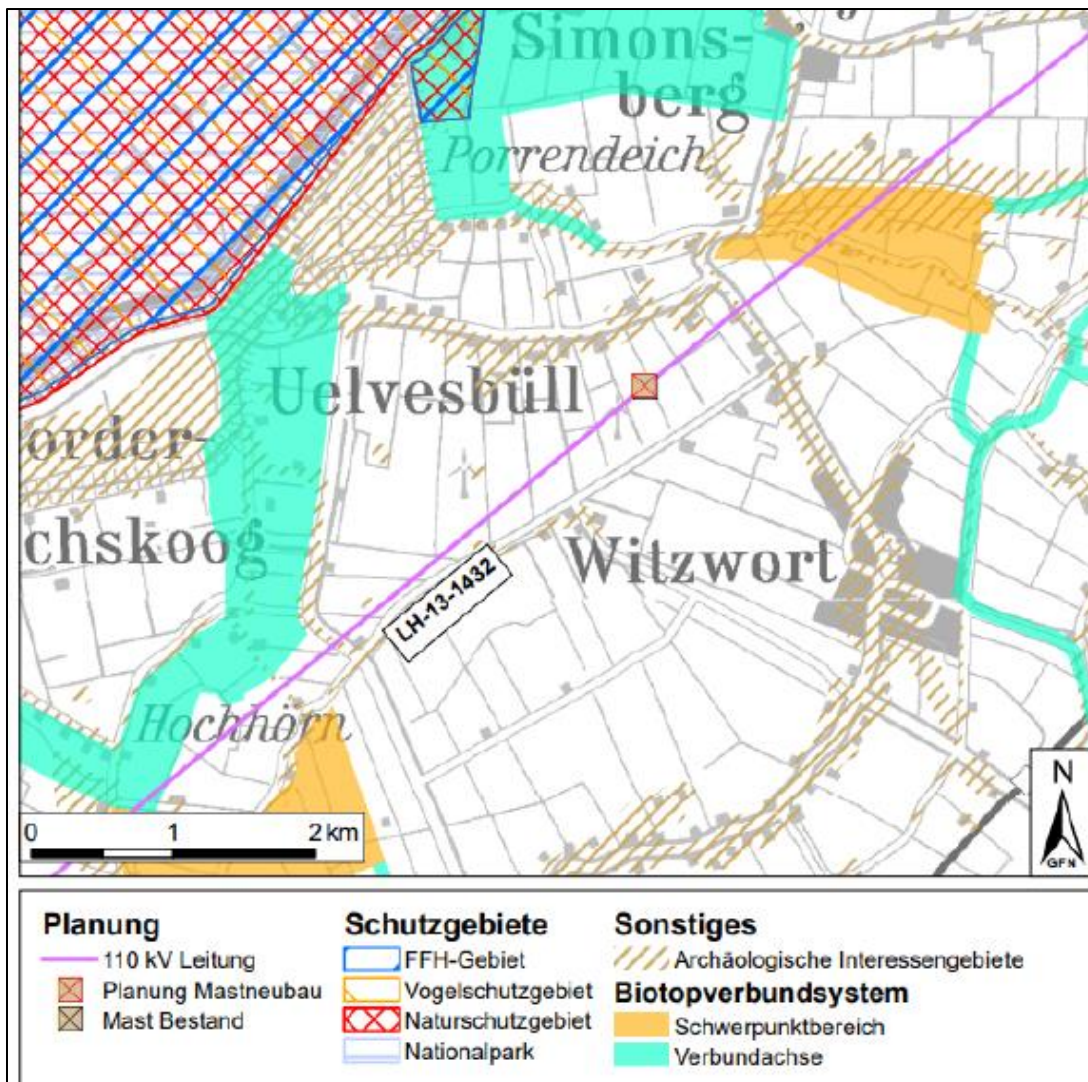 Simons-
berg
Porrendeich
Uelvesbüll
order-
chskoog
Witzwort
LH-13-1432
Hochhörn
N
GFN
0 1 2 km
Planung
110 kV Leitung
Planung Mastneubau
Mast Bestand
Schutzgebiete
FFH-Gebiet
Vogelschutzgebiet
Naturschutzgebiet
Nationalpark
Sonstiges
Archäologische Interessengebiete
Biotopverbundsystem
Schwerpunktbereich
Verbundachse